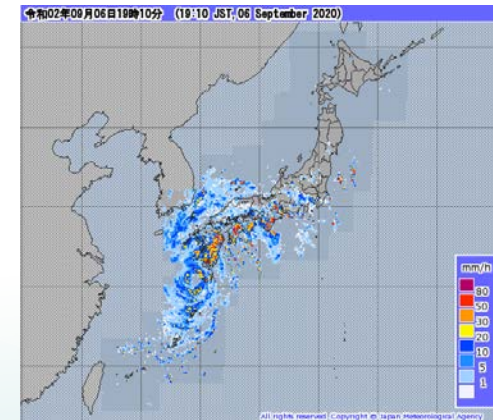 令和02年09月06日19時10分 (19:10 JST, 06 September 2020)
mm/h
80
50
30
20
10
5
1
All rights reserved. Copyright © Japan Meteorological Agency